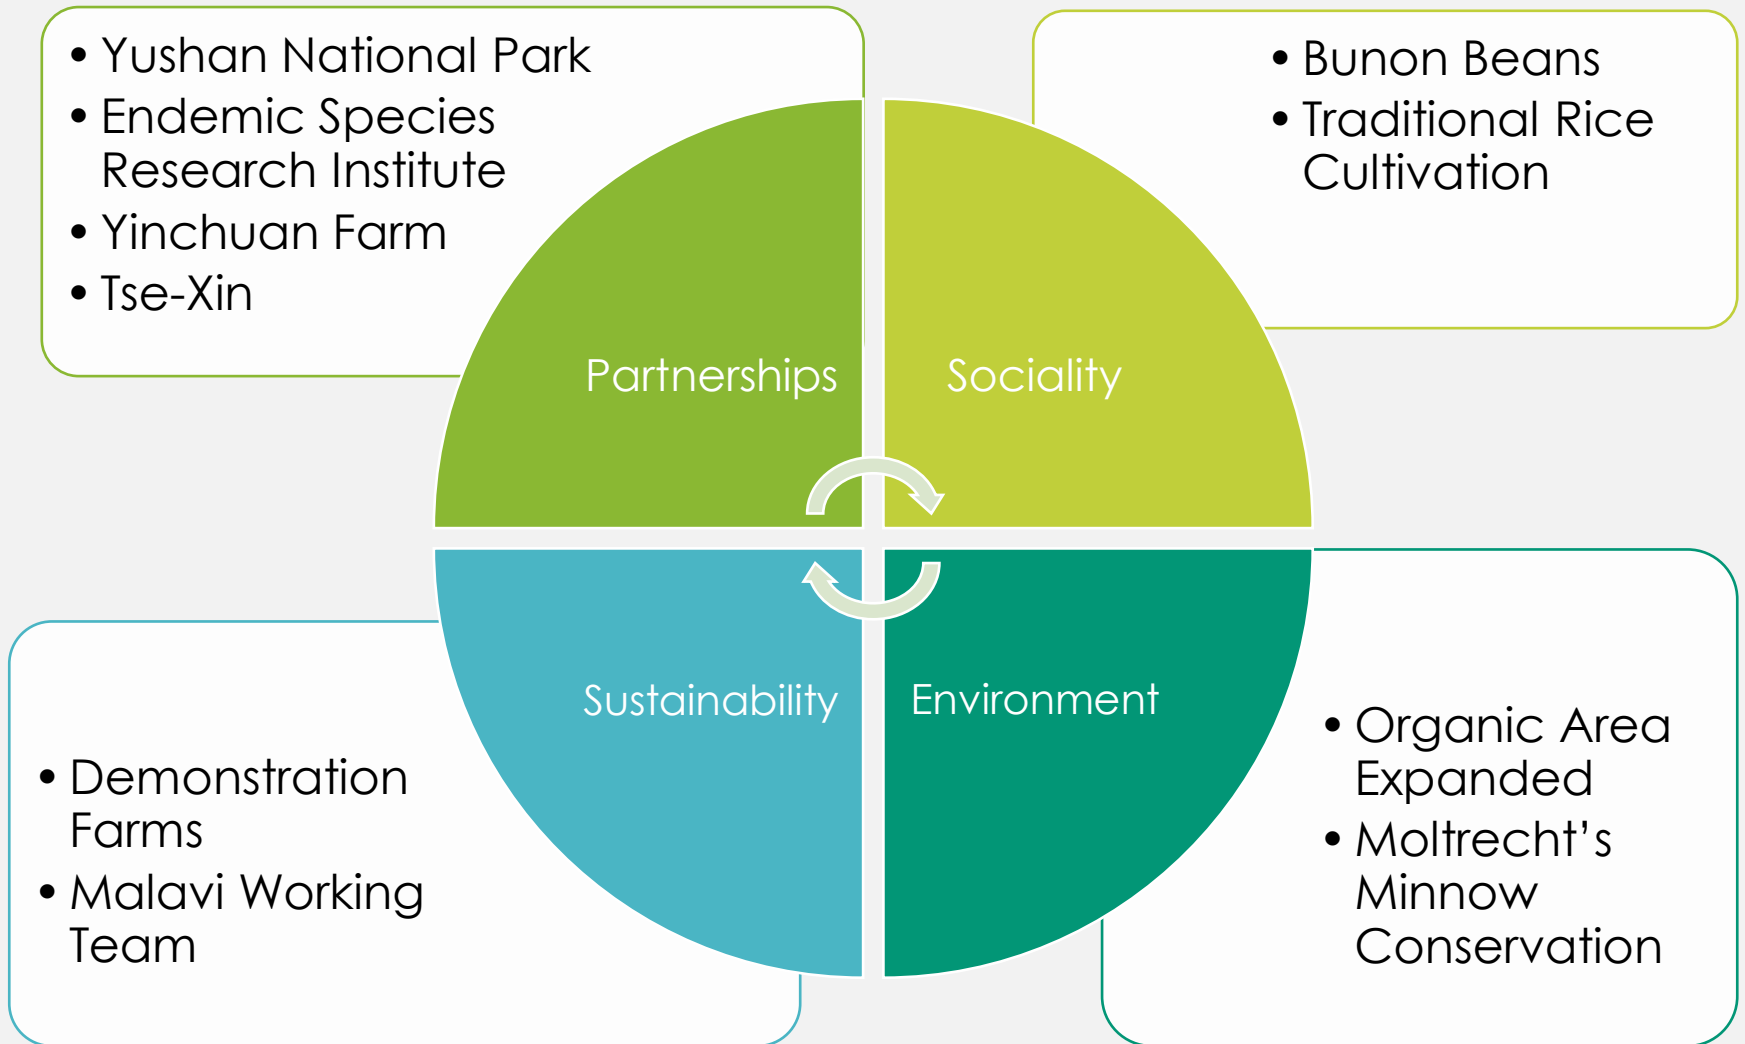 • Yushan National Park
• Endemic Species
Research Institute
• Yinchuan Farm
• Tse-Xin
• Bunon Beans
• Traditional Rice
Cultivation
Partnerships
Sociality
Sustainability
Environment
• Demonstration
Farms
• Malavi Working
Team
• Organic Area
Expanded
• Moltrecht’s
Minnow
Conservation